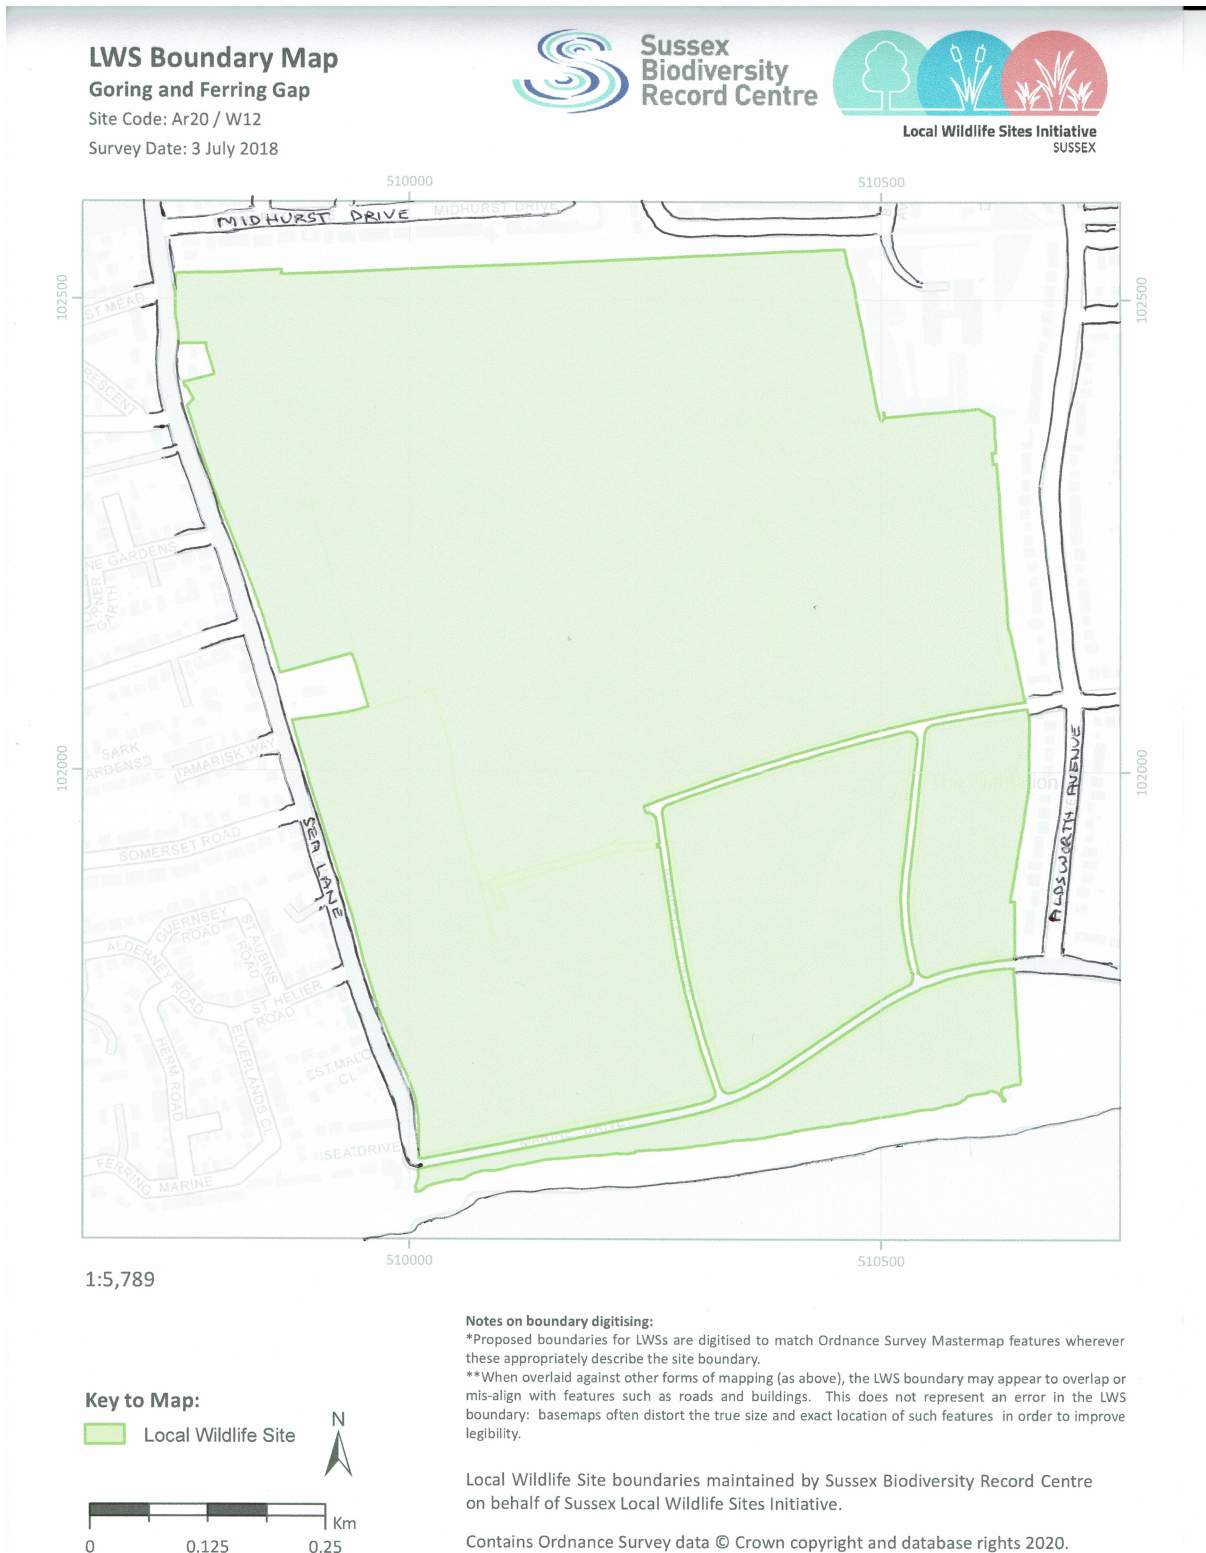 LWS Boundary Map
Goring and Ferring Gap
Site Code: Ar20 / W12
Survey Date: 3 July 2018
Sussex
Biodiversity
Record Centre
Local Wildlife Sites Initiative
SUSSEX
510000
510500
MIDHURST DRIVE
MIDHURST DRIVE
102500
102500
ST MEAD
RESCENT
NE GARDENS
GARTH
102000
102000
SARK
ARDENS
TAMARISK WAY
SOMERSET ROAD
SEA LANE
ALDSWORTH AVENUE
GUERNSEY
ROAD
ST AUBINS
ROAD
ALDERNEY
ROAD
ST HELIER
ROAD
HERM ROAD
ELVERLANDS CL
CL
MARINE DRIVE
FERRING MARINE
510000
510500
1:5,789
Notes on boundary digitising:
*Proposed boundaries for LWSs are digitised to match Ordnance Survey Mastermap features wherever
these appropriately describe the site boundary.
**When overlaid against other forms of mapping (as above), the LWS boundary may appear to overlap or
mis-align with features such as roads and buildings. This does not represent an error in the LWS
boundary: basemaps often distort the true size and exact location of such features in order to improve
legibility.
Key to Map:
Local Wildlife Site
N
Km
0 0.125 0.25
Local Wildlife Site boundaries maintained by Sussex Biodiversity Record Centre
on behalf of Sussex Local Wildlife Sites Initiative.
Contains Ordnance Survey data © Crown copyright and database rights 2020.